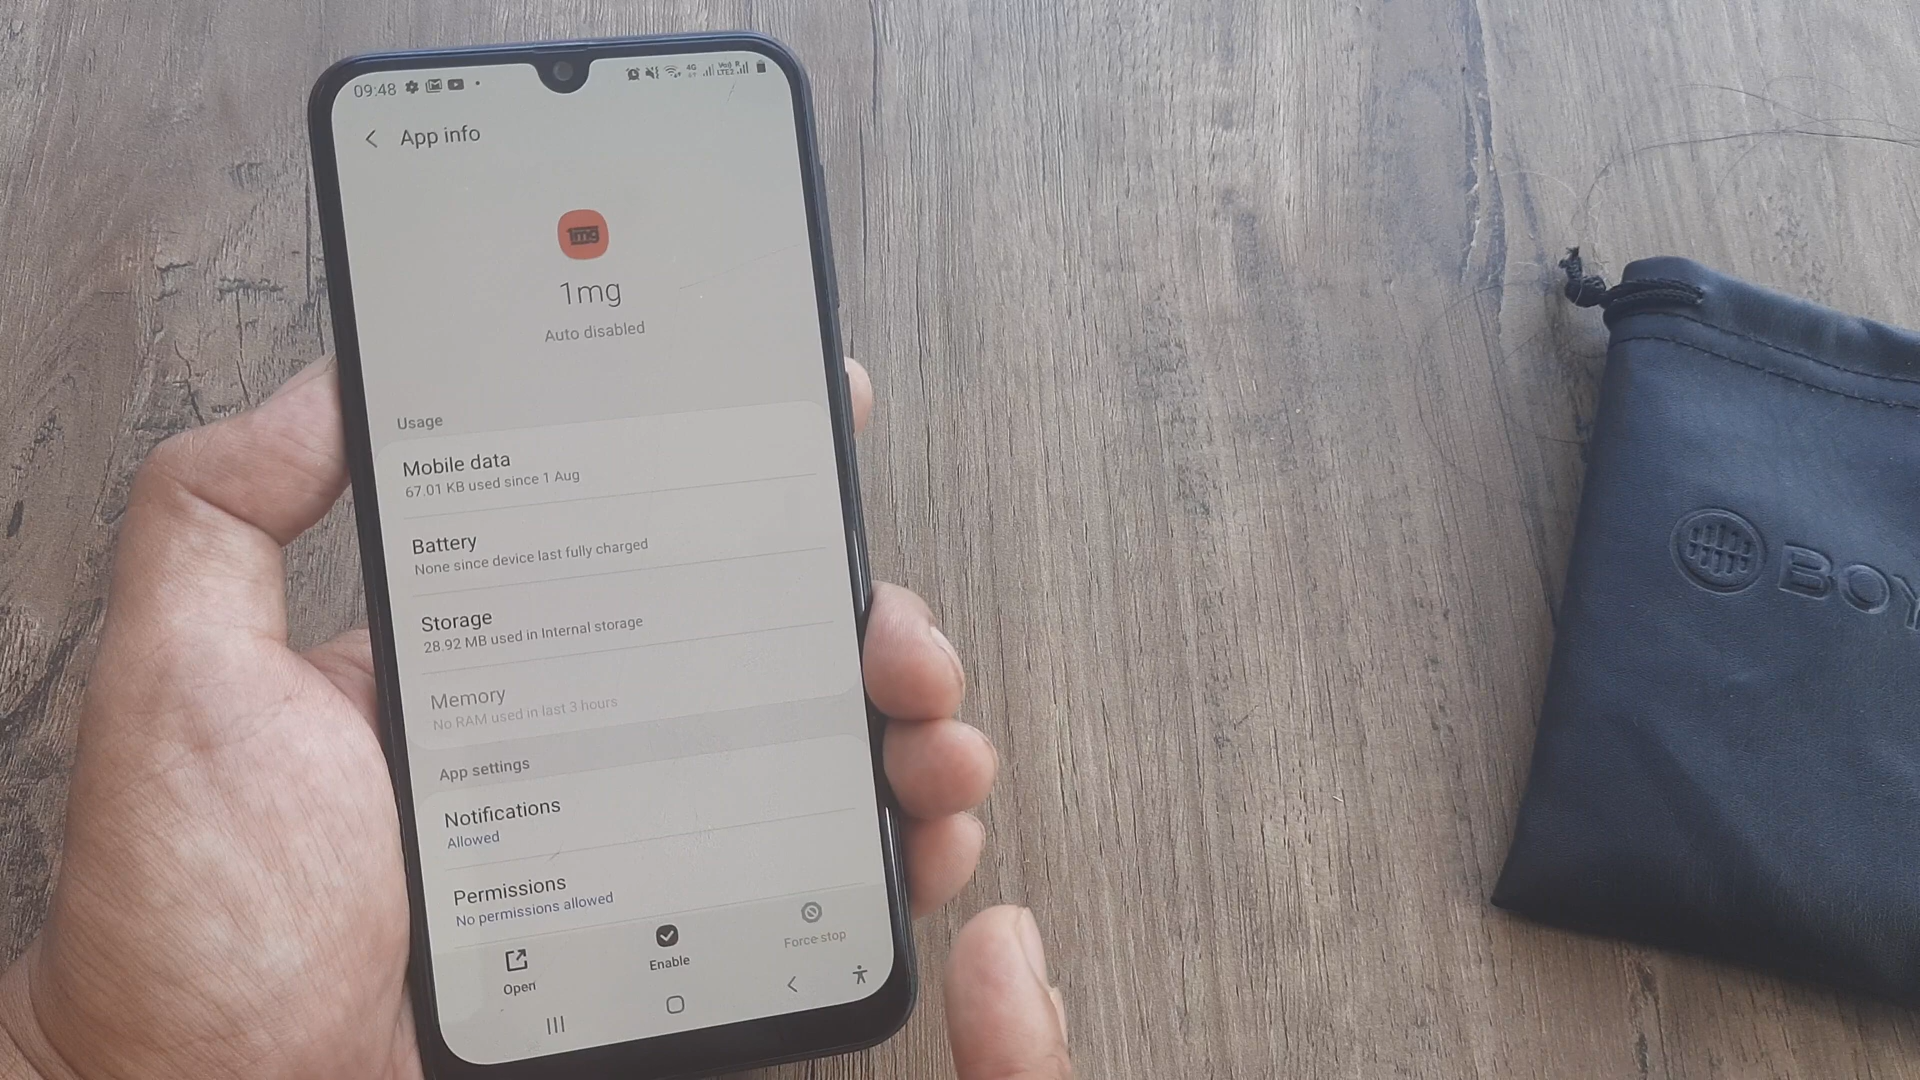 09:48
4G
App info
1mg
1mg
Auto disabled
Usage
Mobile data
67.01 KB used since 1 Aug
Battery
None since device last fully charged
Storage
28.92 MB used in Internal storage
Memory
No RAM used in last 3 hours
App settings
Notifications
Allowed
Permissions
No permissions allowed
Open
Enable
Force stop
BOY